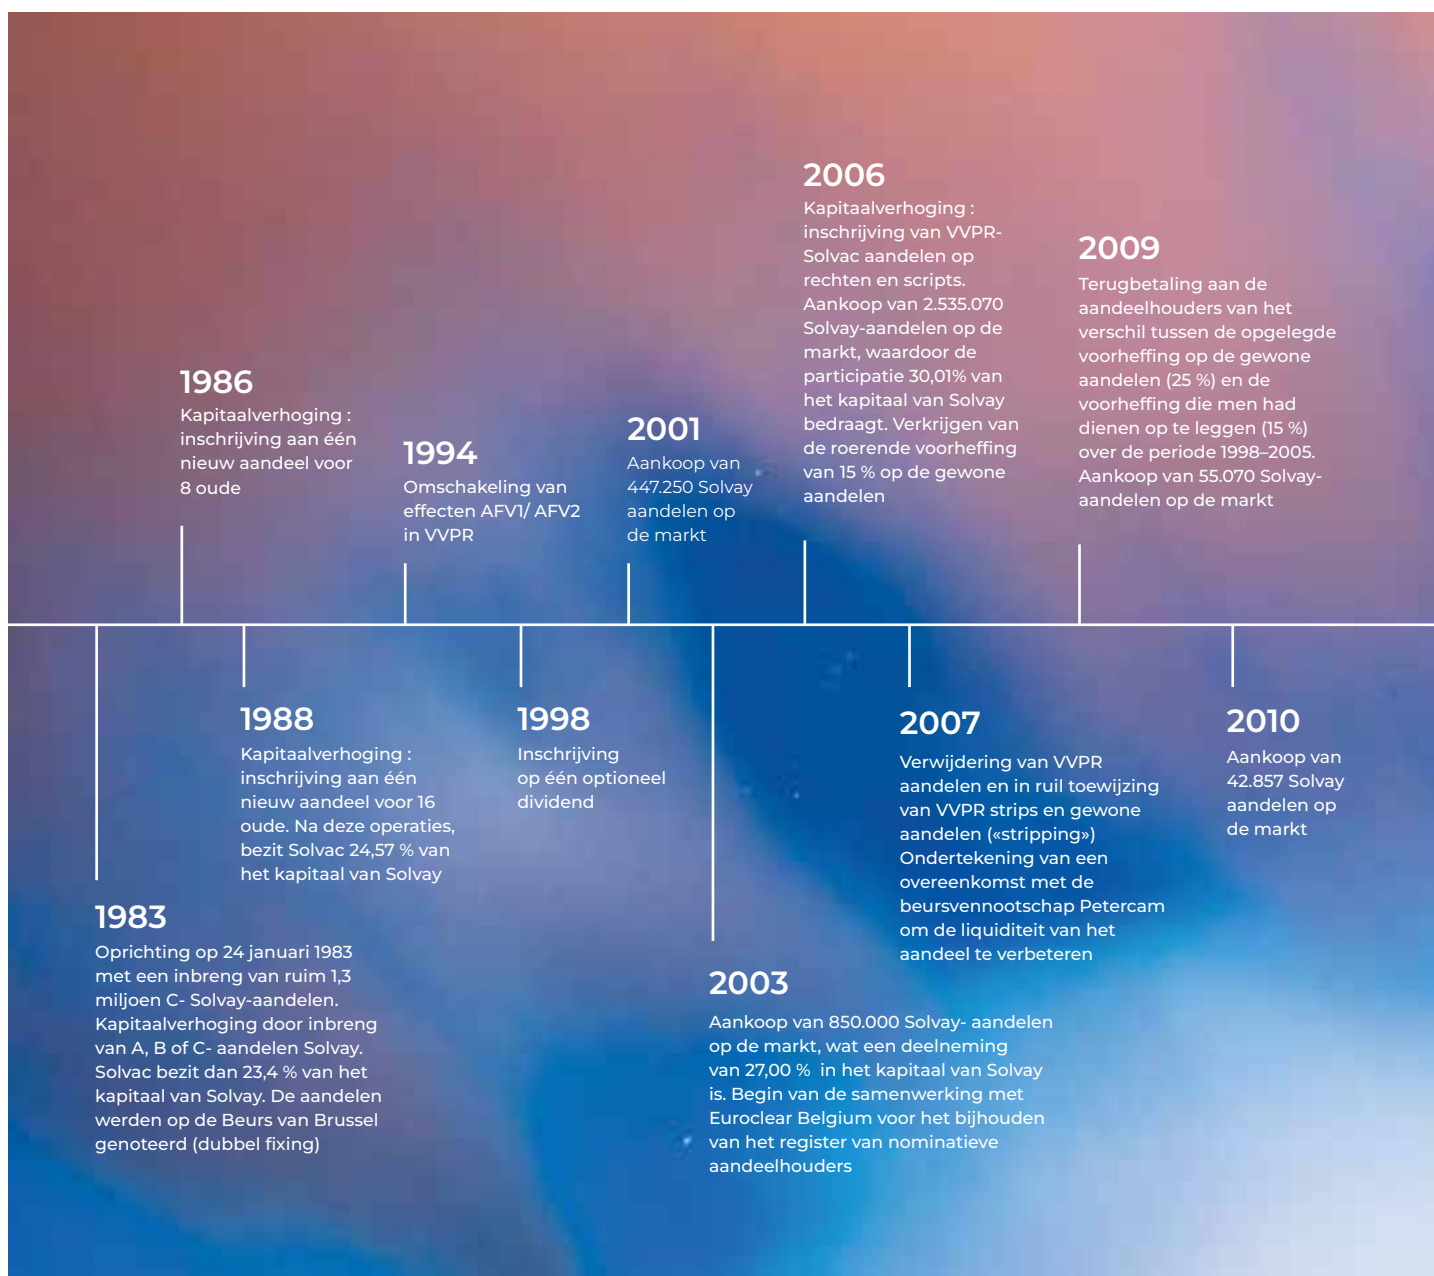 2006
Kapitaalverhoging :
inschrijving van VVPR-
Solvac aandelen op
rechten en scripts.
Aankoop van 2.535.070
Solvay-aandelen op de
markt, waardoor de
participatie 30,01% van
het kapitaal van Solvay
bedraagt. Verkrijgen van
de roerende voorheffing
van 15 % op de gewone
aandelen
2009
Terugbetaling aan de
aandeelhouders van het
verschil tussen de opgelegde
voorheffing op de gewone
aandelen (25 %) en de
voorheffing die men had
dienen op te leggen (15 %)
over de periode 1998–2005.
Aankoop van 55.070 Solvay-
aandelen op de markt
1986
Kapitaalverhoging :
inschrijving aan één
nieuw aandeel voor
8 oude
1994
Omschakeling van
effecten AFV1/ AFV2
in VVPR
2001
Aankoop van
447.250 Solvay
aandelen op
de markt
1988
Kapitaalverhoging :
inschrijving aan één
nieuw aandeel voor 16
oude. Na deze operaties,
bezit Solvac 24,57 % van
het kapitaal van Solvay
1998
Inschrijving
op één optioneel
dividend
2007
Verwijdering van VVPR
aandelen en in ruil toewijzing
van VVPR strips en gewone
aandelen («stripping»)
Ondertekening van een
overeenkomst met de
beursvennootschap Petercam
om de liquiditeit van het
aandeel te verbeteren
2010
Aankoop van
42.857 Solvay
aandelen op
de markt
1983
Oprichting op 24 januari 1983
met een inbreng van ruim 1,3
miljoen C- Solvay-aandelen.
Kapitaalverhoging door inbreng
van A, B of C- aandelen Solvay.
Solvac bezit dan 23,4 % van het
kapitaal van Solvay. De aandelen
werden op de Beurs van Brussel
genoteerd (dubbel fixing)
2003
Aankoop van 850.000 Solvay- aandelen
op de markt, wat een deelneming
van 27,00 % in het kapitaal van Solvay
is. Begin van de samenwerking met
Euroclear Belgium voor het bijhouden
van het register van nominatieve
aandeelhouders